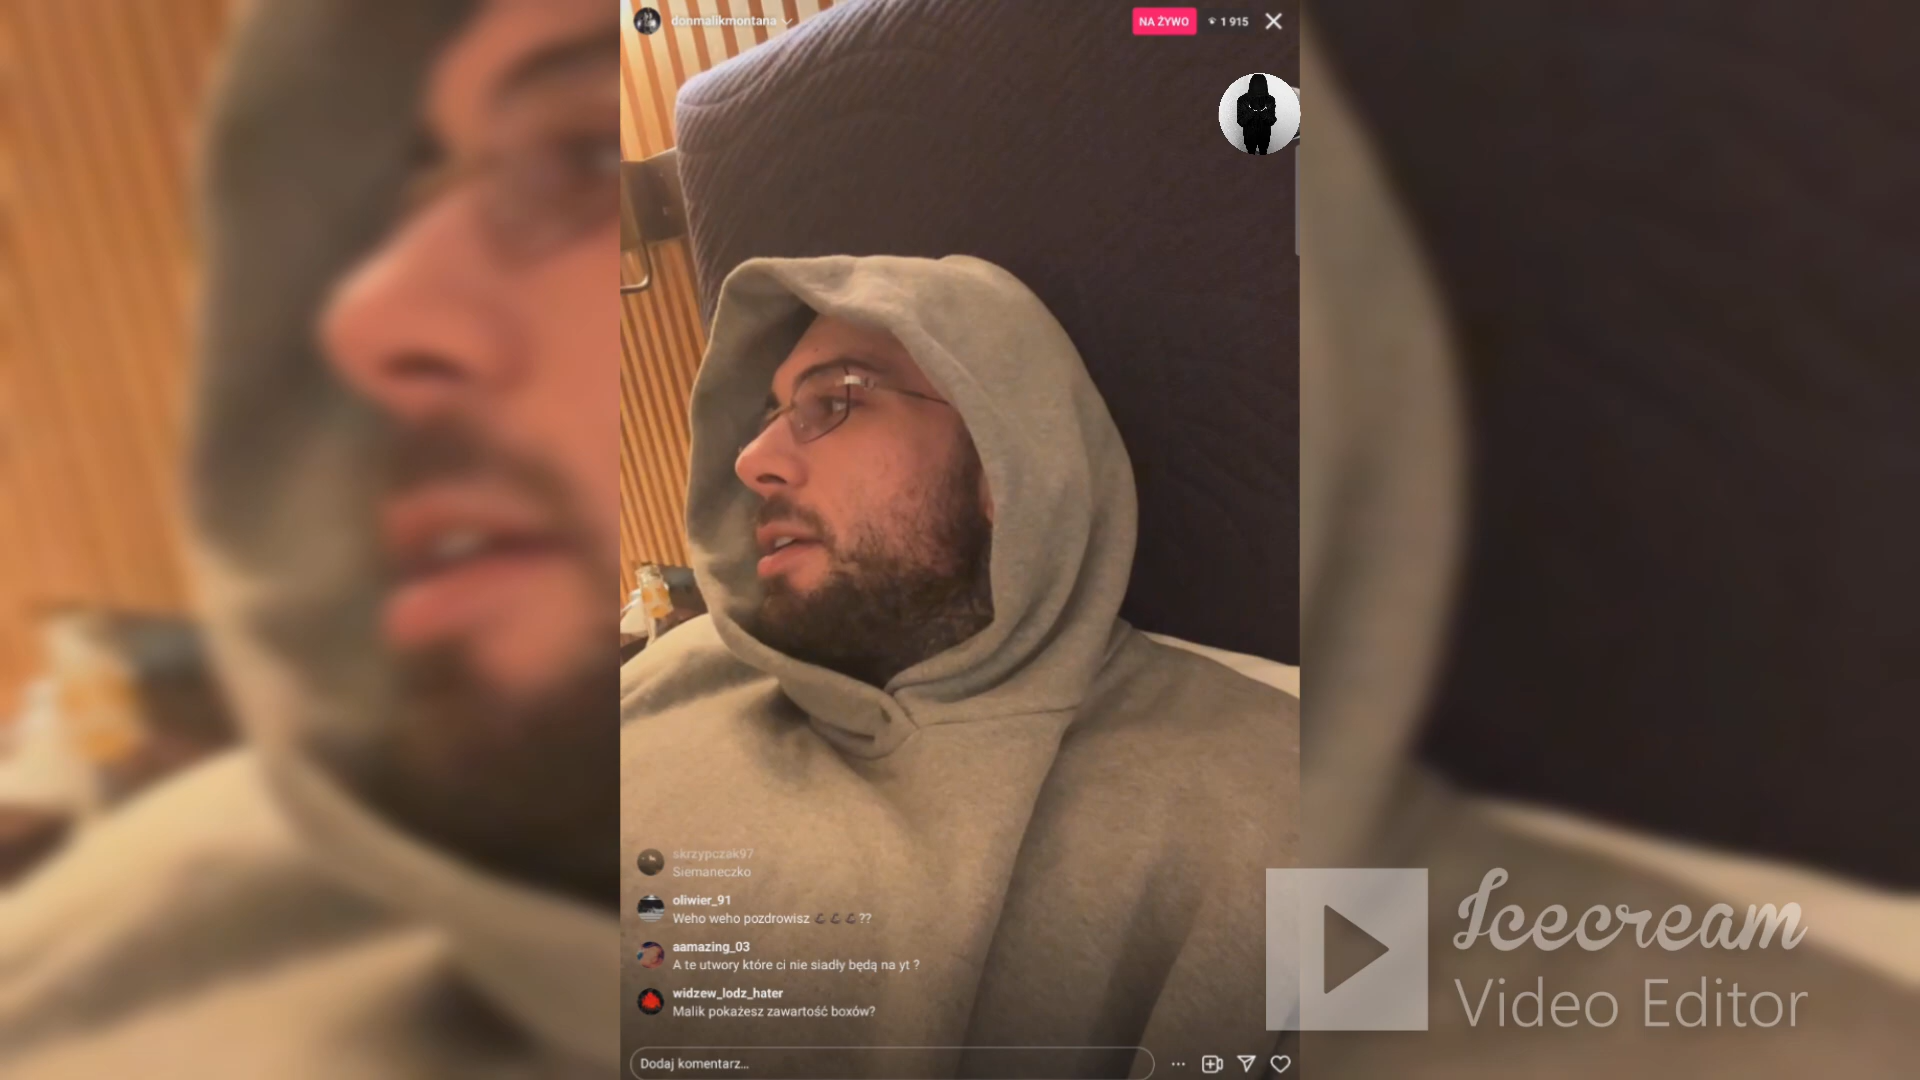 donmalikmontana
NA ŻYWO
1 915
skrzypczak97
Siemaneczko
oliwier_91
Weho weho pozdrowisz ??
aamazing_03
A te utwory które ci nie siadły będą na yt ?
widzew_lodz_hater
Malik pokażesz zawartość boxów?
Dodaj komentarz...
Icecream
Video Editor